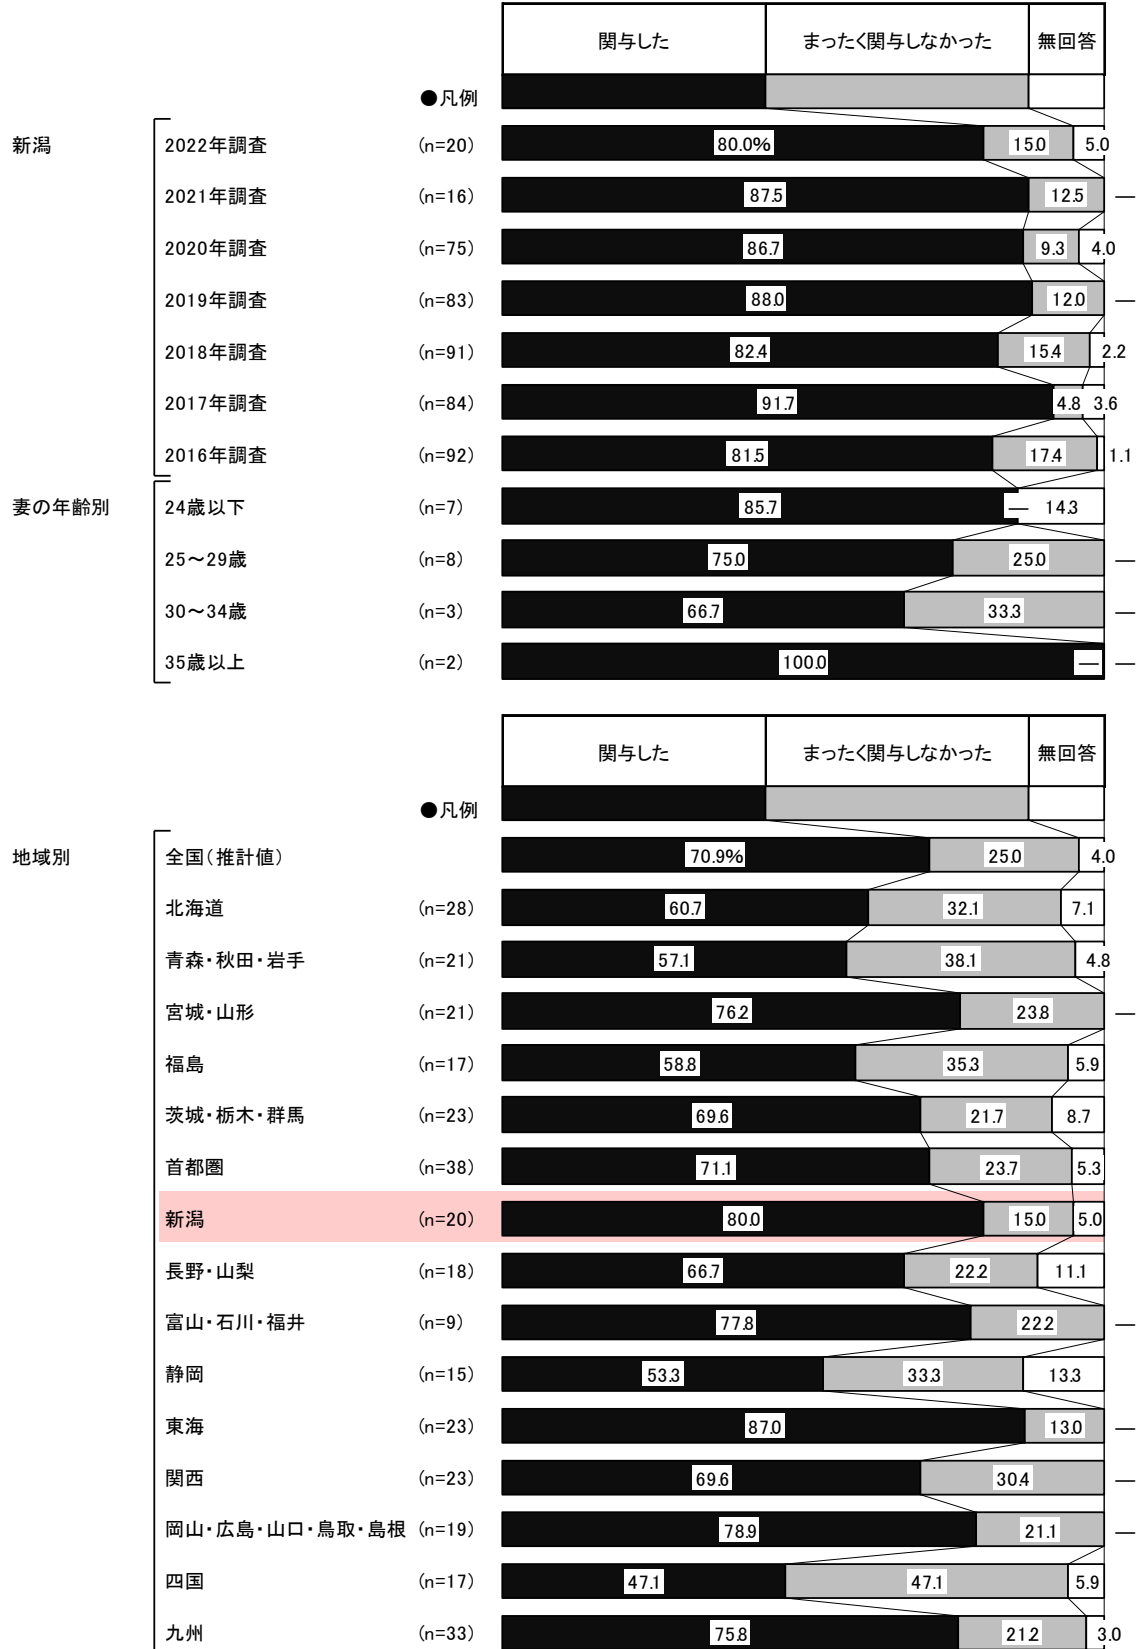 関与した まったく関与しなかった 無回答
●凡例
新潟 2022年調査 (n=20) 80.0% 15.0 5.0
2021年調査 (n=16) 87.5 12.5 —
2020年調査 (n=75) 86.7 9.3 4.0
2019年調査 (n=83) 88.0 12.0 —
2018年調査 (n=91) 82.4 15.4 2.2
2017年調査 (n=84) 91.7 4.8 3.6
2016年調査 (n=92) 81.5 17.4 1.1
妻の年齢別 24歳以下 (n=7) 85.7 — 14.3
25～29歳 (n=8) 75.0 25.0 —
30～34歳 (n=3) 66.7 33.3 —
35歳以上 (n=2) 100.0 — —
関与した まったく関与しなかった 無回答
●凡例
地域別 全国(推計値) 70.9% 25.0 4.0
北海道 (n=28) 60.7 32.1 7.1
青森・秋田・岩手 (n=21) 57.1 38.1 4.8
宮城・山形 (n=21) 76.2 23.8 —
福島 (n=17) 58.8 35.3 5.9
茨城・栃木・群馬 (n=23) 69.6 21.7 8.7
首都圏 (n=38) 71.1 23.7 5.3
新潟 (n=20) 80.0 15.0 5.0
長野・山梨 (n=18) 66.7 22.2 11.1
富山・石川・福井 (n=9) 77.8 22.2 —
静岡 (n=15) 53.3 33.3 13.3
東海 (n=23) 87.0 13.0 —
関西 (n=23) 69.6 30.4 —
岡山・広島・山口・鳥取・島根 (n=19) 78.9 21.1 —
四国 (n=17) 47.1 47.1 5.9
九州 (n=33) 75.8 21.2 3.0